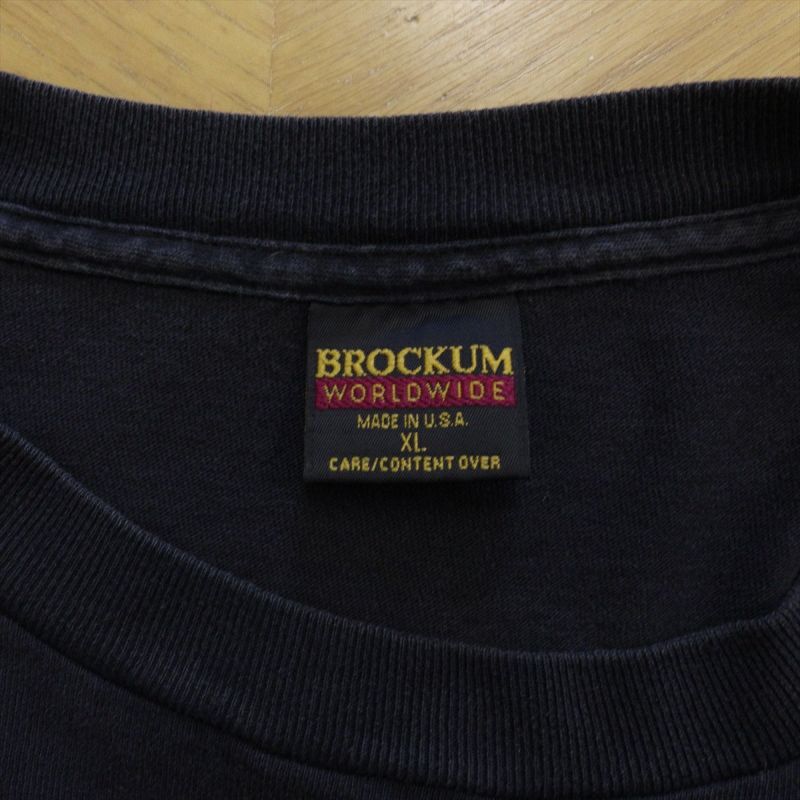 BROCKUM
WORLDWIDE
MADE IN U.S.A.
XL
CARE/CONTENT OVER